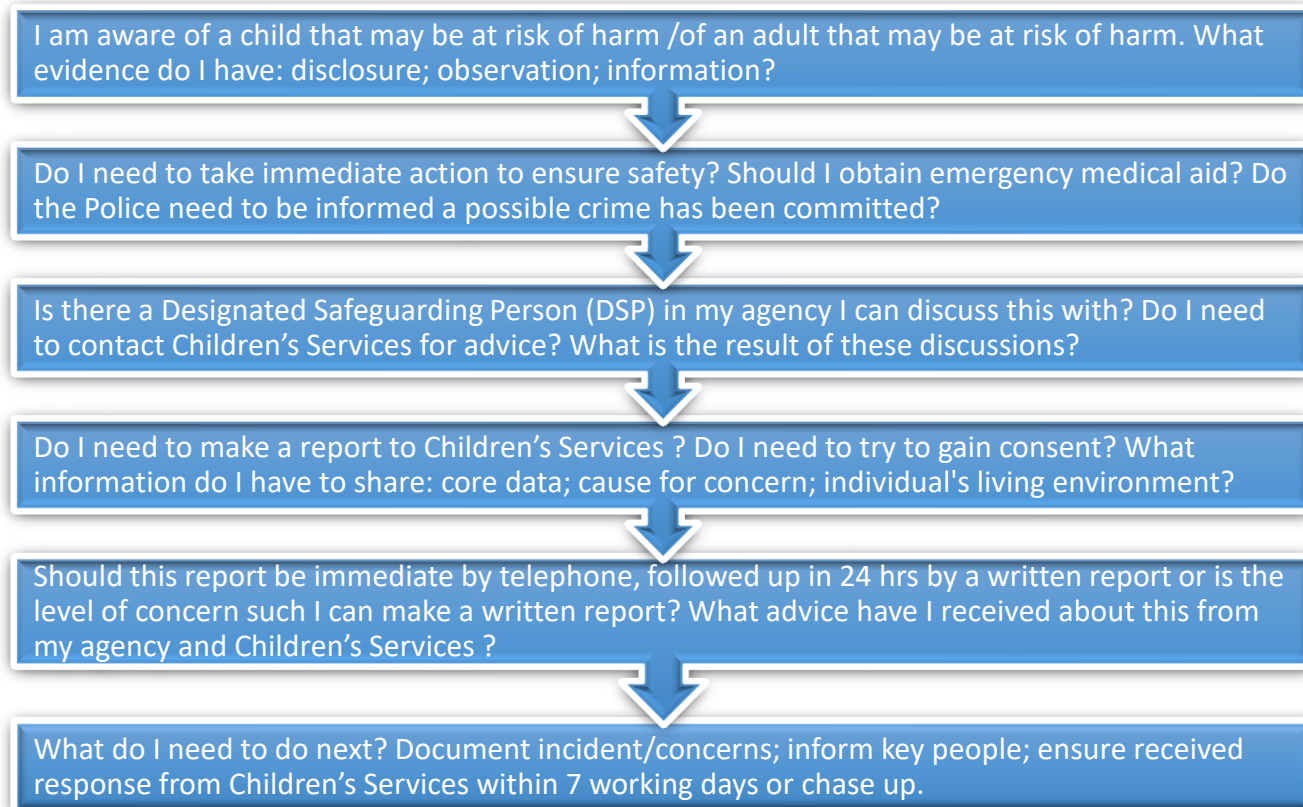 I am aware of a child that may be at risk of harm /of an adult that may be at risk of harm. What
evidence do I have: disclosure; observation; information?
Do I need to take immediate action to ensure safety? Should I obtain emergency medical aid? Do
the Police need to be informed a possible crime has been committed?
Is there a Designated Safeguarding Person (DSP) in my agency I can discuss this with? Do I need
to contact Children’s Services for advice? What is the result of these discussions?
Do I need to make a report to Children’s Services ? Do I need to try to gain consent? What
information do I have to share: core data; cause for concern; individual's living environment?
Should this report be immediate by telephone, followed up in 24 hrs by a written report or is the
level of concern such I can make a written report? What advice have I received about this from
my agency and Children’s Services ?
What do I need to do next? Document incident/concerns; inform key people; ensure received
response from Children’s Services within 7 working days or chase up.